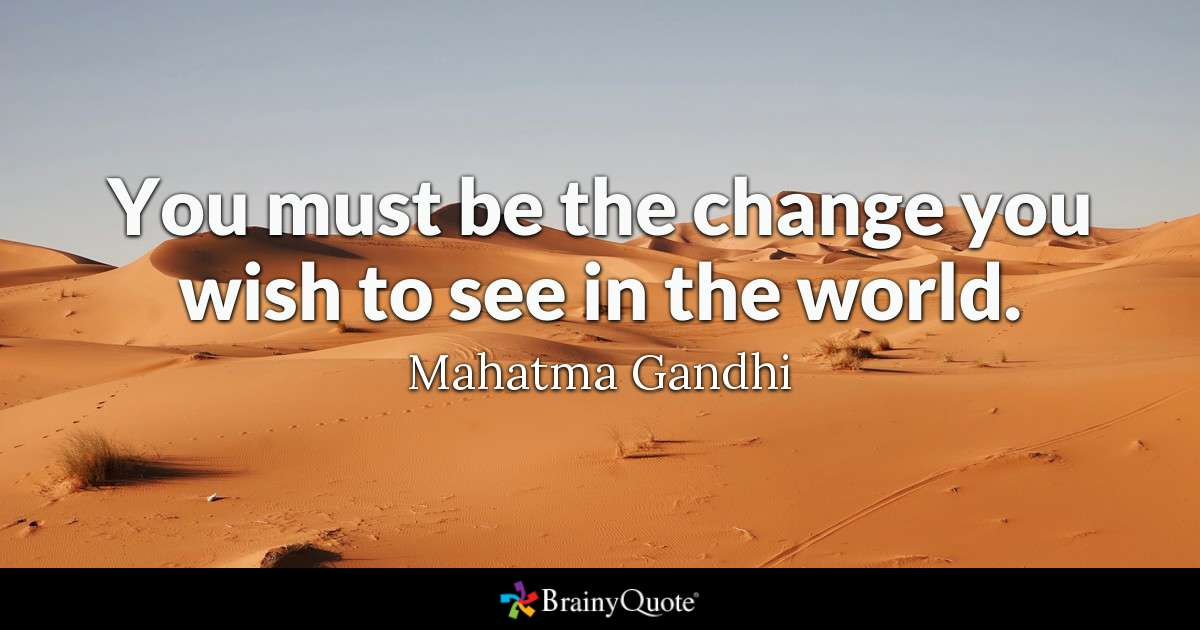 You must be the change you
wish to see in the world.
Mahatma Gandhi
BrainyQuote®